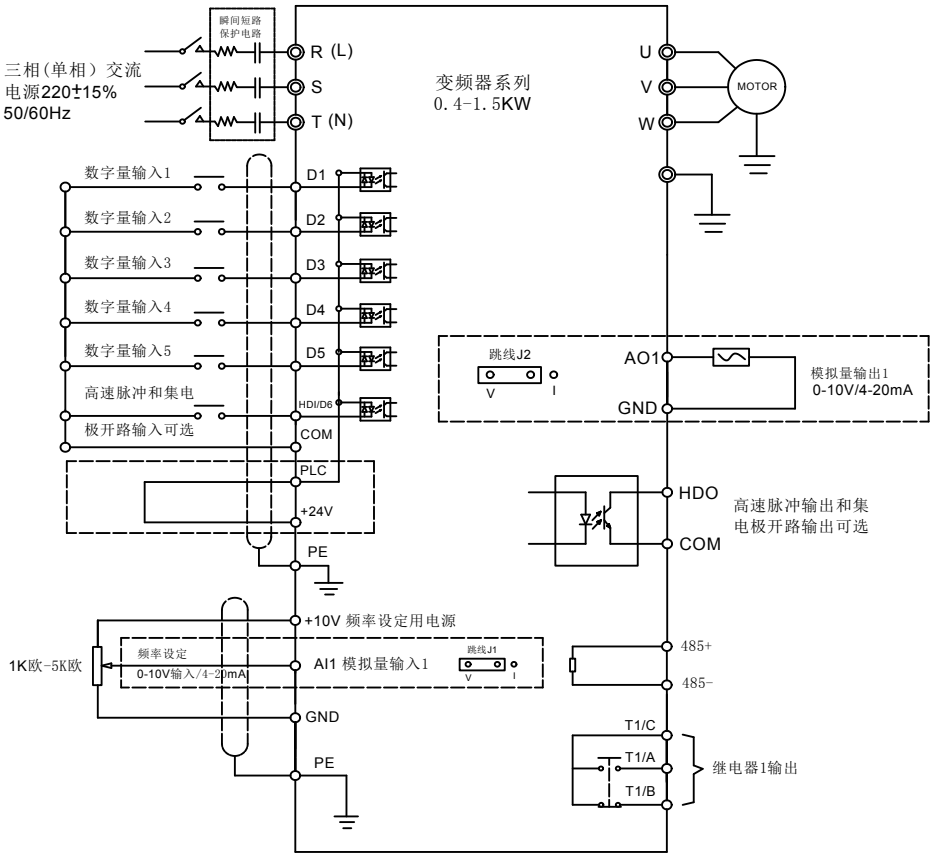 瞬间短路
保护电路
三相(单相）交流
电源220±15%
50/60Hz
R (L)
S
T (N)
变频器系列
0.4-1.5KW
U
V
W
MOTOR
数字量输入1
D1
数字量输入2
D2
数字量输入3
D3
数字量输入4
D4
数字量输入5
D5
高速脉冲和集电
极开路输入可选
HDI/D6
COM
PLC
+24V
PE
跳线J2
V
I
AO1
GND
模拟量输出1
0-10V/4-20mA
HDO
COM
高速脉冲输出和集
电极开路输出可选
+10V 频率设定用电源
1K欧-5K欧
频率设定
0-10V输入/4-20mA
AI1 模拟量输入1
跳线J1
V
I
GND
PE
485+
485-
T1/C
T1/A
T1/B
继电器1输出